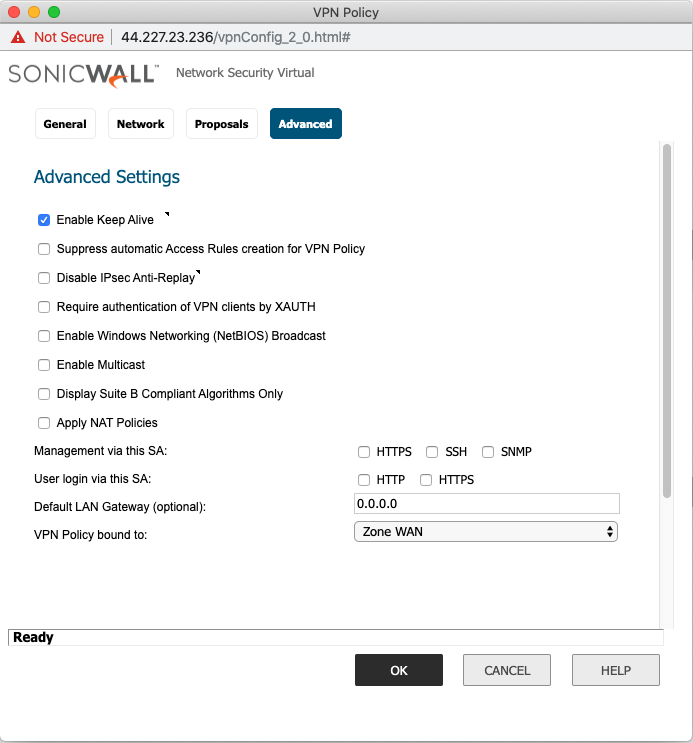 VPN Policy
Not Secure 44.227.23.236/vpnConfig_2_0.html#
SONICWALL™ Network Security Virtual
General Network Proposals Advanced
Advanced Settings
Enable Keep Alive
Suppress automatic Access Rules creation for VPN Policy
Disable IPsec Anti-Replay
Require authentication of VPN clients by XAUTH
Enable Windows Networking (NetBIOS) Broadcast
Enable Multicast
Display Suite B Compliant Algorithms Only
Apply NAT Policies
Management via this SA: HTTPS SSH SNMP
User login via this SA: HTTP HTTPS
Default LAN Gateway (optional): 0.0.0.0
VPN Policy bound to: Zone WAN
Ready
OK CANCEL HELP